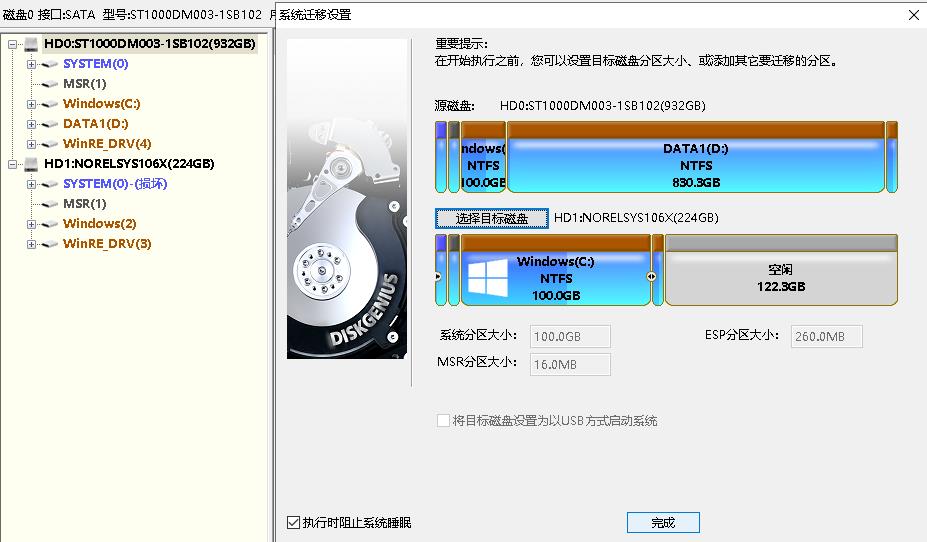 磁盘0 接口:SATA 型号:ST1000DM003-1SB102
HD0:ST1000DM003-1SB102(932GB)
SYSTEM(0)
MSR(1)
Windows(C:)
DATA1(D:)
WinRE_DRV(4)
HD1:NORELSYS106X(224GB)
SYSTEM(0)-(损坏)
MSR(1)
Windows(2)
WinRE_DRV(3)
系统迁移设置
DISKGENIUS
重要提示:
在开始执行之前，您可以设置目标磁盘分区大小、或添加其它要迁移的分区。
源磁盘: HD0:ST1000DM003-1SB102(932GB)
ndows(
NTFS
100.0GB
DATA1(D:)
NTFS
830.3GB
选择目标磁盘 HD1:NORELSYS106X(224GB)
Windows(C:)
NTFS
100.0GB
空闲
122.3GB
系统分区大小: 100.0GB ESP分区大小: 260.0MB
MSR分区大小: 16.0MB
将目标磁盘设置为以USB方式启动系统
执行时阻止系统睡眠
完成